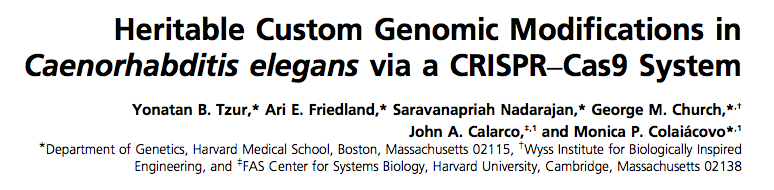 Heritable Custom Genomic Modifications in
Caenorhabditis elegans via a CRISPR–Cas9 System
Yonatan B. Tzur,* Ari E. Friedland,* Saravanapriah Nadarajan,* George M. Church,*,†
John A. Calarco,‡,1 and Monica P. Colaiácovo*,1
*Department of Genetics, Harvard Medical School, Boston, Massachusetts 02115, †Wyss Institute for Biologically Inspired
Engineering, and ‡FAS Center for Systems Biology, Harvard University, Cambridge, Massachusetts 02138